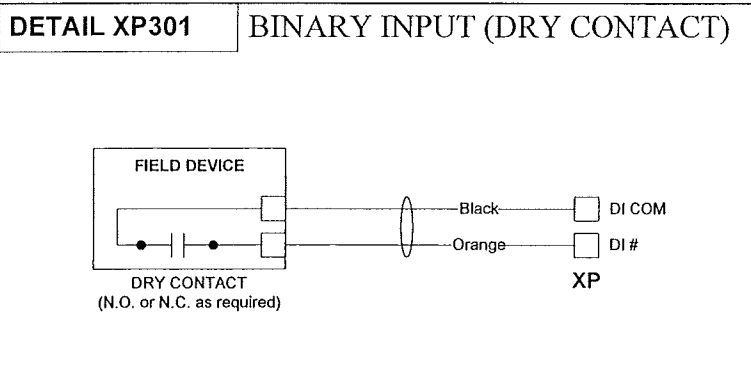 DETAIL XP301
BINARY INPUT (DRY CONTACT)
FIELD DEVICE
Black
DI COM
Orange
DI #
XP
DRY CONTACT
(N.O. or N.C. as required)